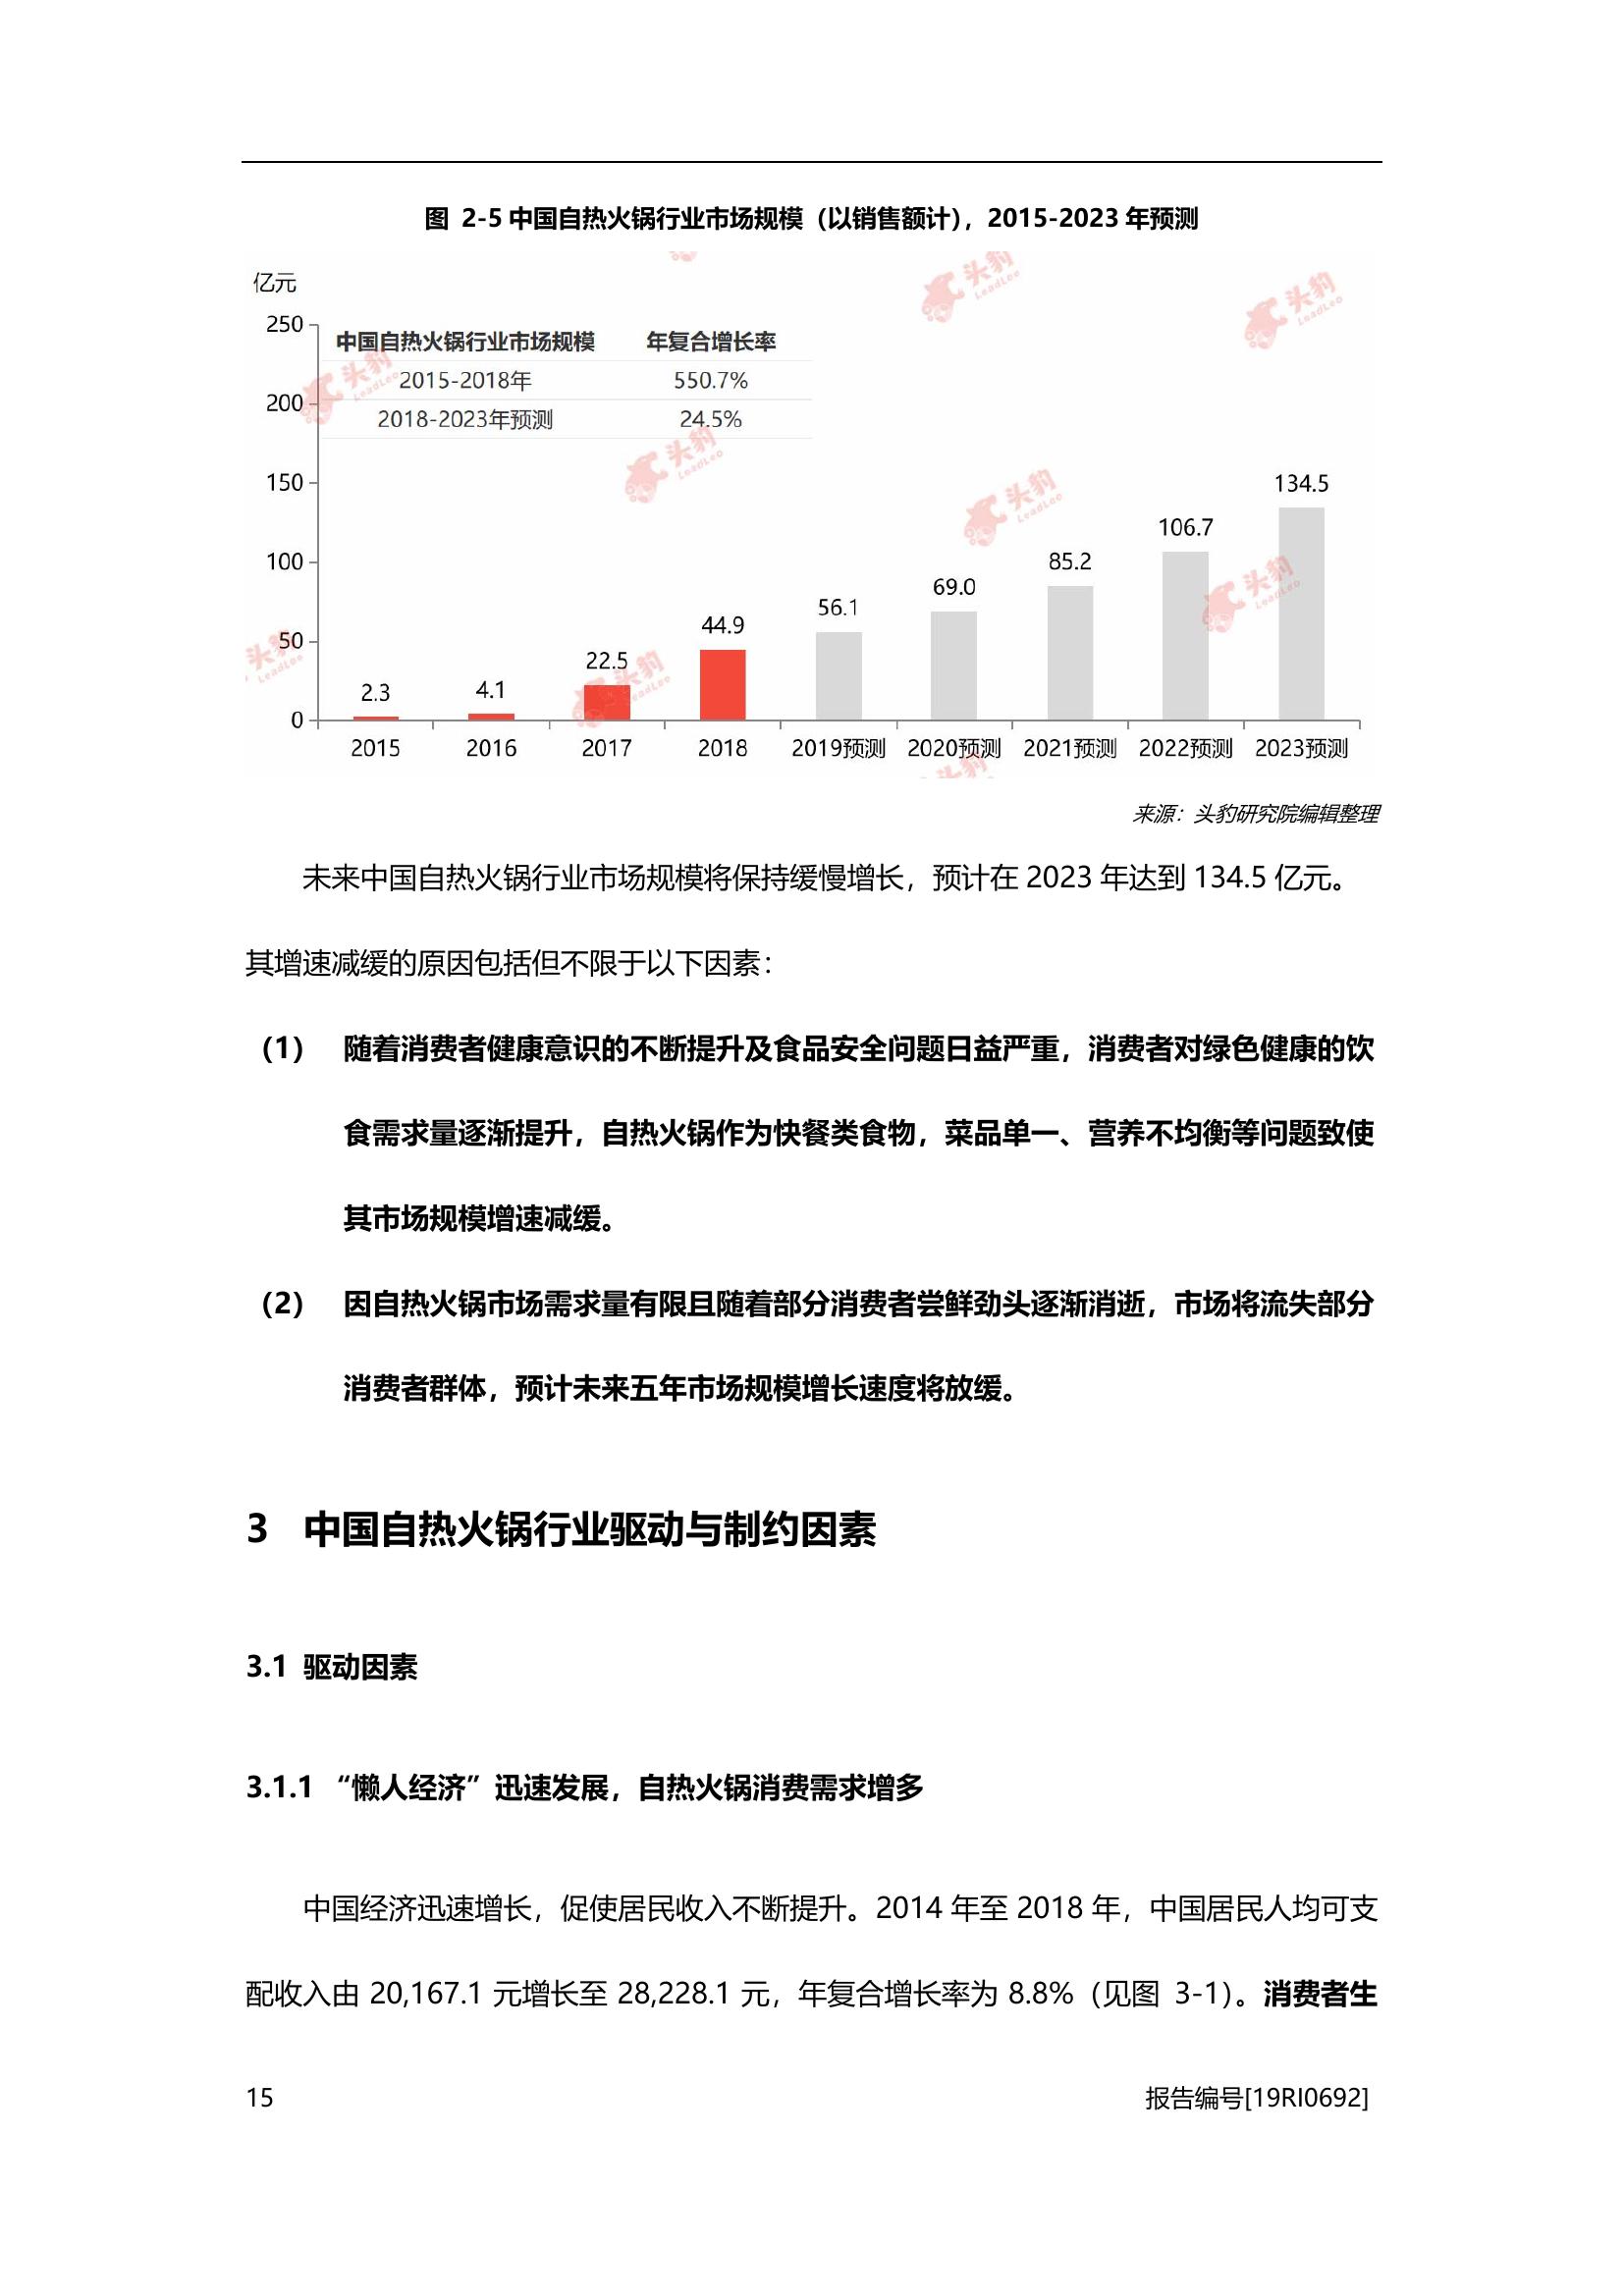 图 2-5 中国自热火锅行业市场规模（以销售额计），2015-2023 年预测
亿元
250
200
150
100
50
0
中国自热火锅行业市场规模 年复合增长率
2015-2018年 550.7%
2018-2023年预测 24.5%
2.3 4.1 22.5 44.9 56.1 69.0 85.2 106.7 134.5
2015 2016 2017 2018 2019预测 2020预测 2021预测 2022预测 2023预测
头豹
LeadLeo
来源：头豹研究院编辑整理
未来中国自热火锅行业市场规模将保持缓慢增长，预计在 2023 年达到 134.5 亿元。
其增速减缓的原因包括但不限于以下因素：
（1） 随着消费者健康意识的不断提升及食品安全问题日益严重，消费者对绿色健康的饮
食需求量逐渐提升，自热火锅作为快餐类食物，菜品单一、营养不均衡等问题致使
其市场规模增速减缓。
（2） 因自热火锅市场需求量有限且随着部分消费者尝鲜劲头逐渐消逝，市场将流失部分
消费者群体，预计未来五年市场规模增长速度将放缓。
3 中国自热火锅行业驱动与制约因素
3.1 驱动因素
3.1.1 “懒人经济”迅速发展，自热火锅消费需求增多
中国经济迅速增长，促使居民收入不断提升。2014 年至 2018 年，中国居民人均可支
配收入由 20,167.1 元增长至 28,228.1 元，年复合增长率为 8.8%（见图 3-1）。消费者生
15 报告编号[19RI0692]